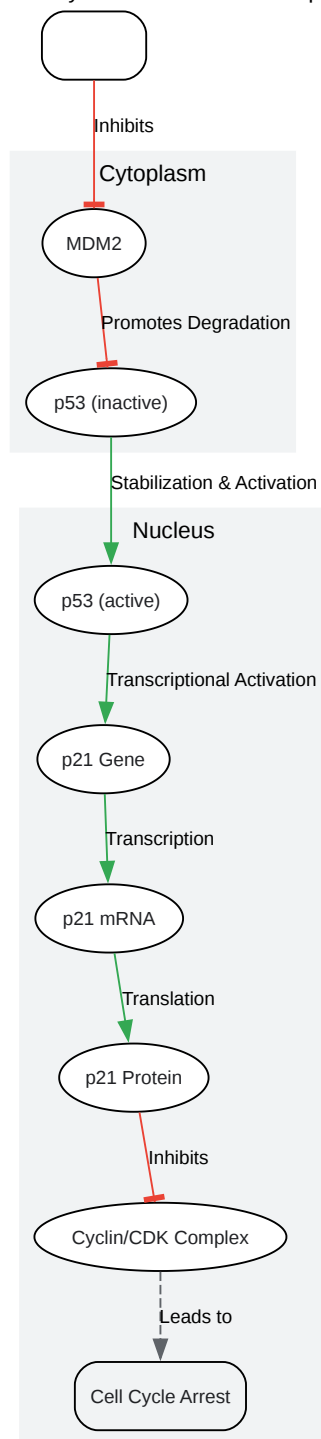 Inhibits
Cytoplasm
MDM2
Promotes Degradation
p53 (inactive)
Stabilization & Activation
Nucleus
p53 (active)
Transcriptional Activation
p21 Gene
Transcription
p21 mRNA
Translation
p21 Protein
Inhibits
Cyclin/CDK Complex
Leads to
Cell Cycle Arrest